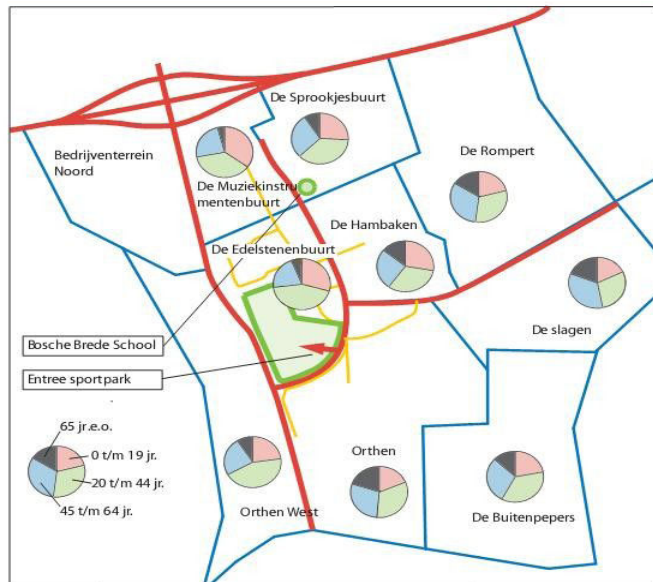 De Sprookjesbuurt
Bedrijventerrein
Noord
De Rompert
De Muziekinstru
mentenbuurt
De Hambaken
De Edelstenenbuurt
Bosche Brede School
De slagen
Entree sportpark
65 jr.e.o.
0 t/m 19 jr.
20 t/m 44 jr.
45 t/m 64 jr.
Orthen
Orthen West
De Buitenpepers